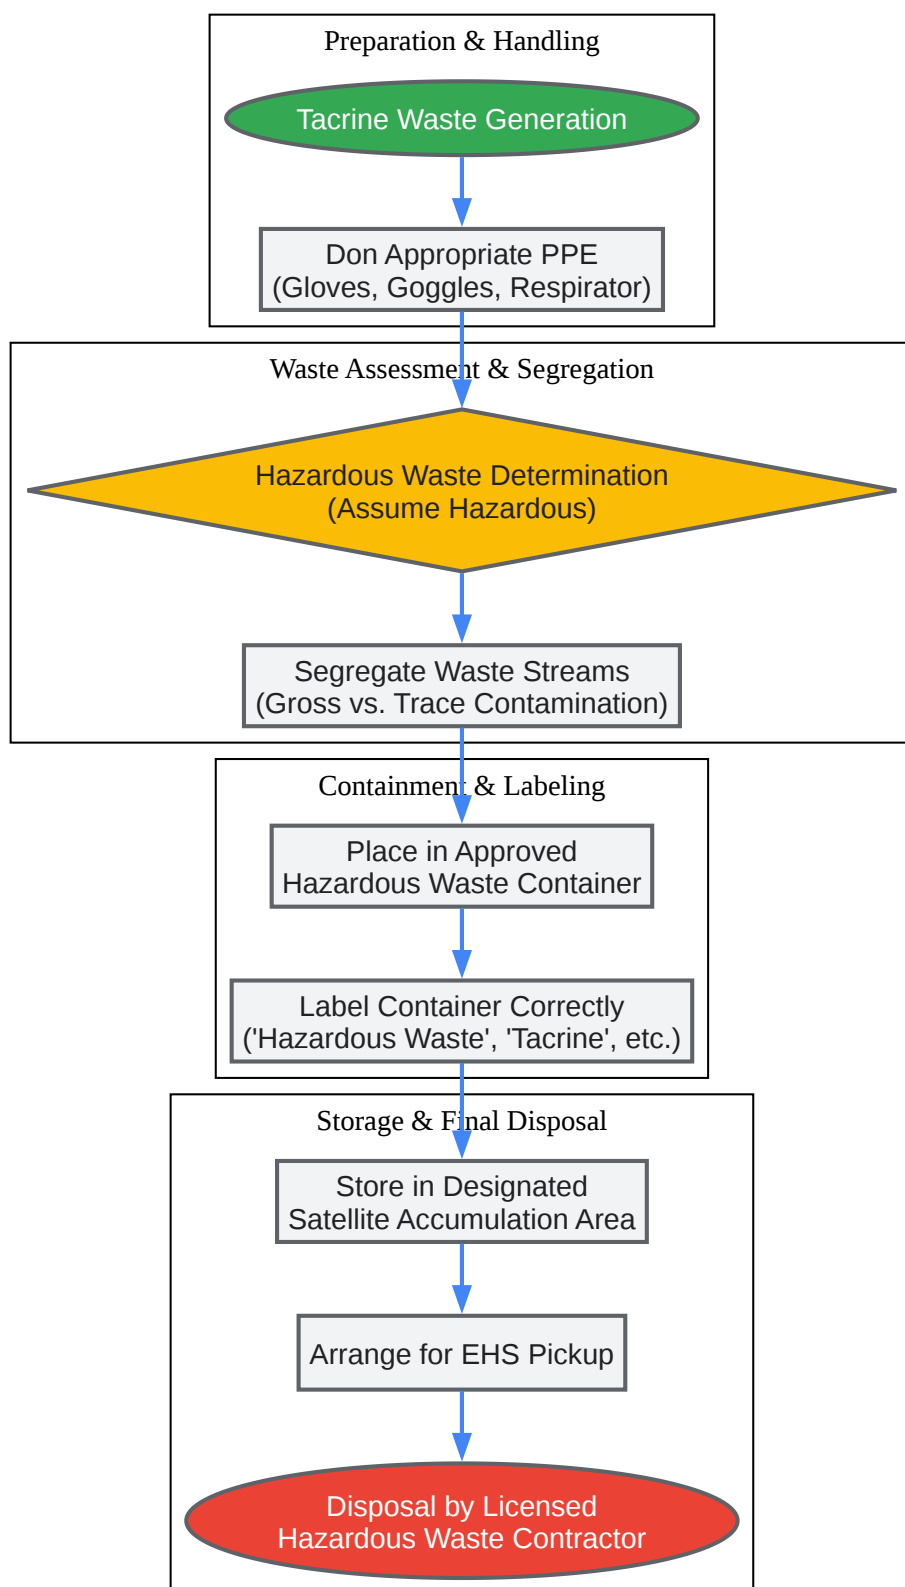 Preparation & Handling
Tacrine Waste Generation
Don Appropriate PPE
(Gloves, Goggles, Respirator)
Waste Assessment & Segregation
Hazardous Waste Determination
(Assume Hazardous)
Segregate Waste Streams
(Gross vs. Trace Contamination)
Containment & Labeling
Place in Approved
Hazardous Waste Container
Label Container Correctly
('Hazardous Waste', 'Tacrine', etc.)
Storage & Final Disposal
Store in Designated
Satellite Accumulation Area
Arrange for EHS Pickup
Disposal by Licensed
Hazardous Waste Contractor